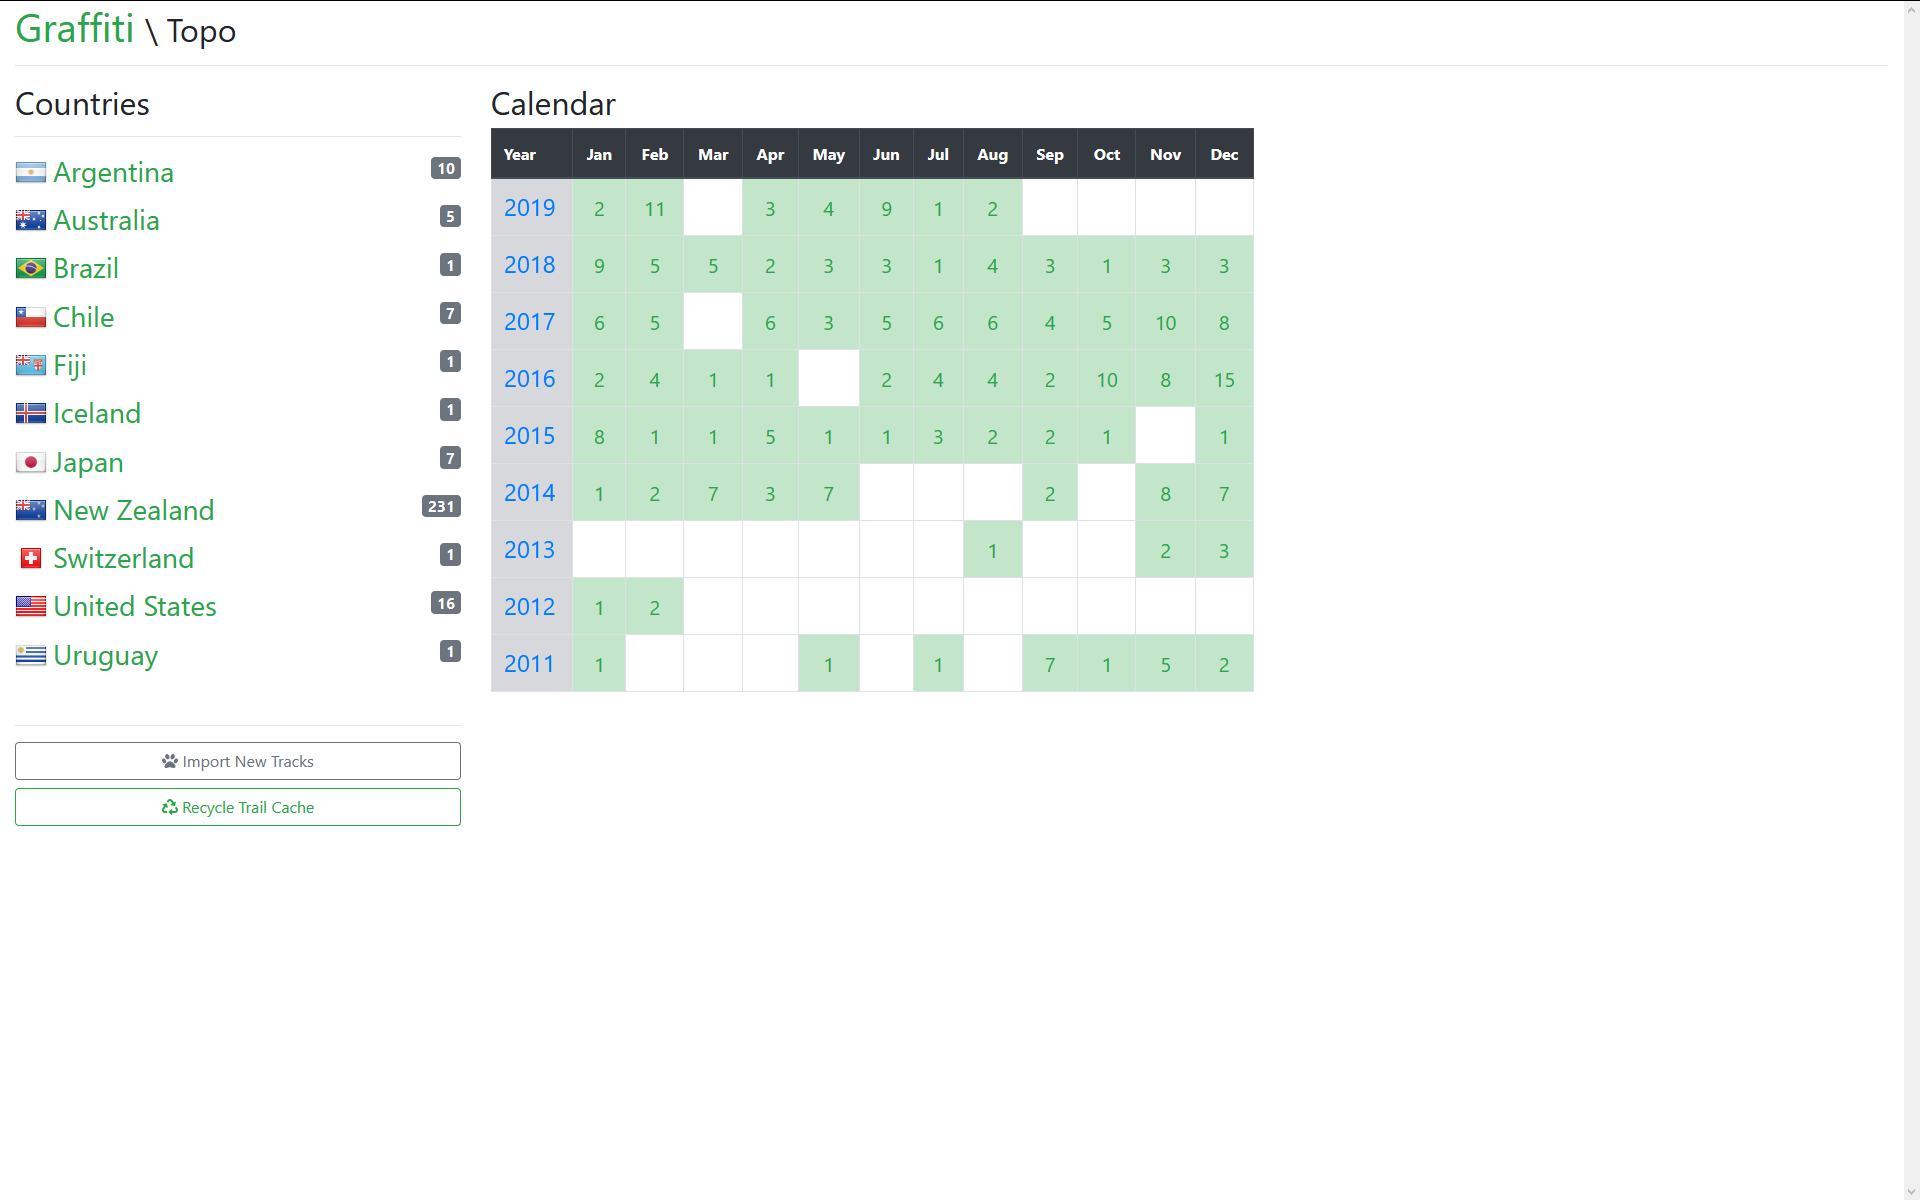 Graffiti \ Topo
Countries
Argentina 10
Australia 5
Brazil 1
Chile 7
Fiji 1
Iceland 1
Japan 7
New Zealand 231
Switzerland 1
United States 16
Uruguay 1
Import New Tracks
Recycle Trail Cache
Calendar
Year Jan Feb Mar Apr May Jun Jul Aug Sep Oct Nov Dec
2019 2 11 3 4 9 1 2
2018 9 5 5 2 3 3 1 4 3 1 3 3
2017 6 5 6 3 5 6 6 4 5 10 8
2016 2 4 1 1 2 4 4 2 10 8 15
2015 8 1 1 5 1 1 3 2 2 1 1
2014 1 2 7 3 7 2 8 7
2013 1 2 3
2012 1 2
2011 1 1 1 7 1 5 2